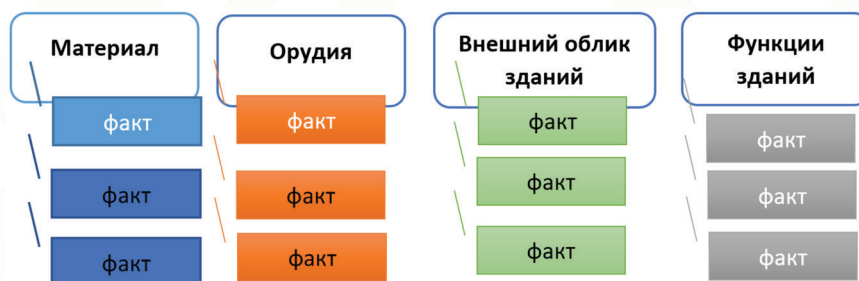 Материал
Орудия
Внешний облик
зданий
Функции
зданий
факт
факт
факт
факт
факт
факт
факт
факт
факт
факт
факт
факт